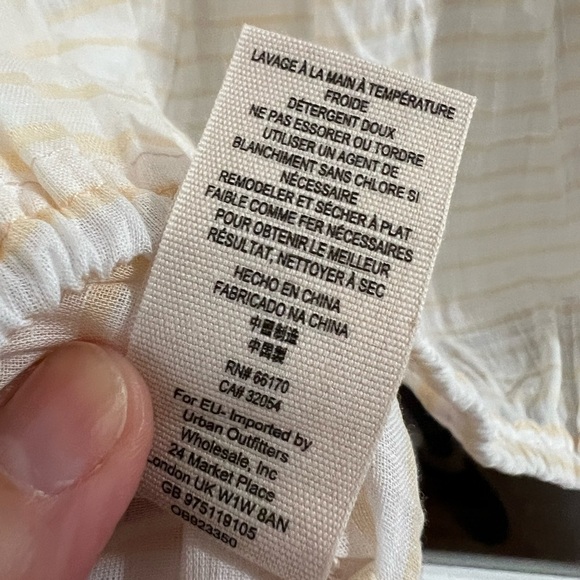 LAVAGE À LA MAIN À TEMPÉRATURE
FROIDE
DÉTERGENT DOUX
NE PAS ESSORER OU TORDRE
UTILISER UN AGENT DE
BLANCHIMENT SANS CHLORE SI
NÉCESSAIRE
REMODELER ET SÉCHER À PLAT
FAIBLE COMME FER NÉCESSAIRES
POUR OBTENIR LE MEILLEUR
RÉSULTAT, NETTOYER À SEC
HECHO EN CHINA
FABRICADO NA CHINA
中國制造
中国製
RN# 66170
CA# 32054
For EU- Imported by
Urban Outfitters
Wholesale, Inc
24 Market Place
London UK W1W 8AN
GB 975119105
OB923350